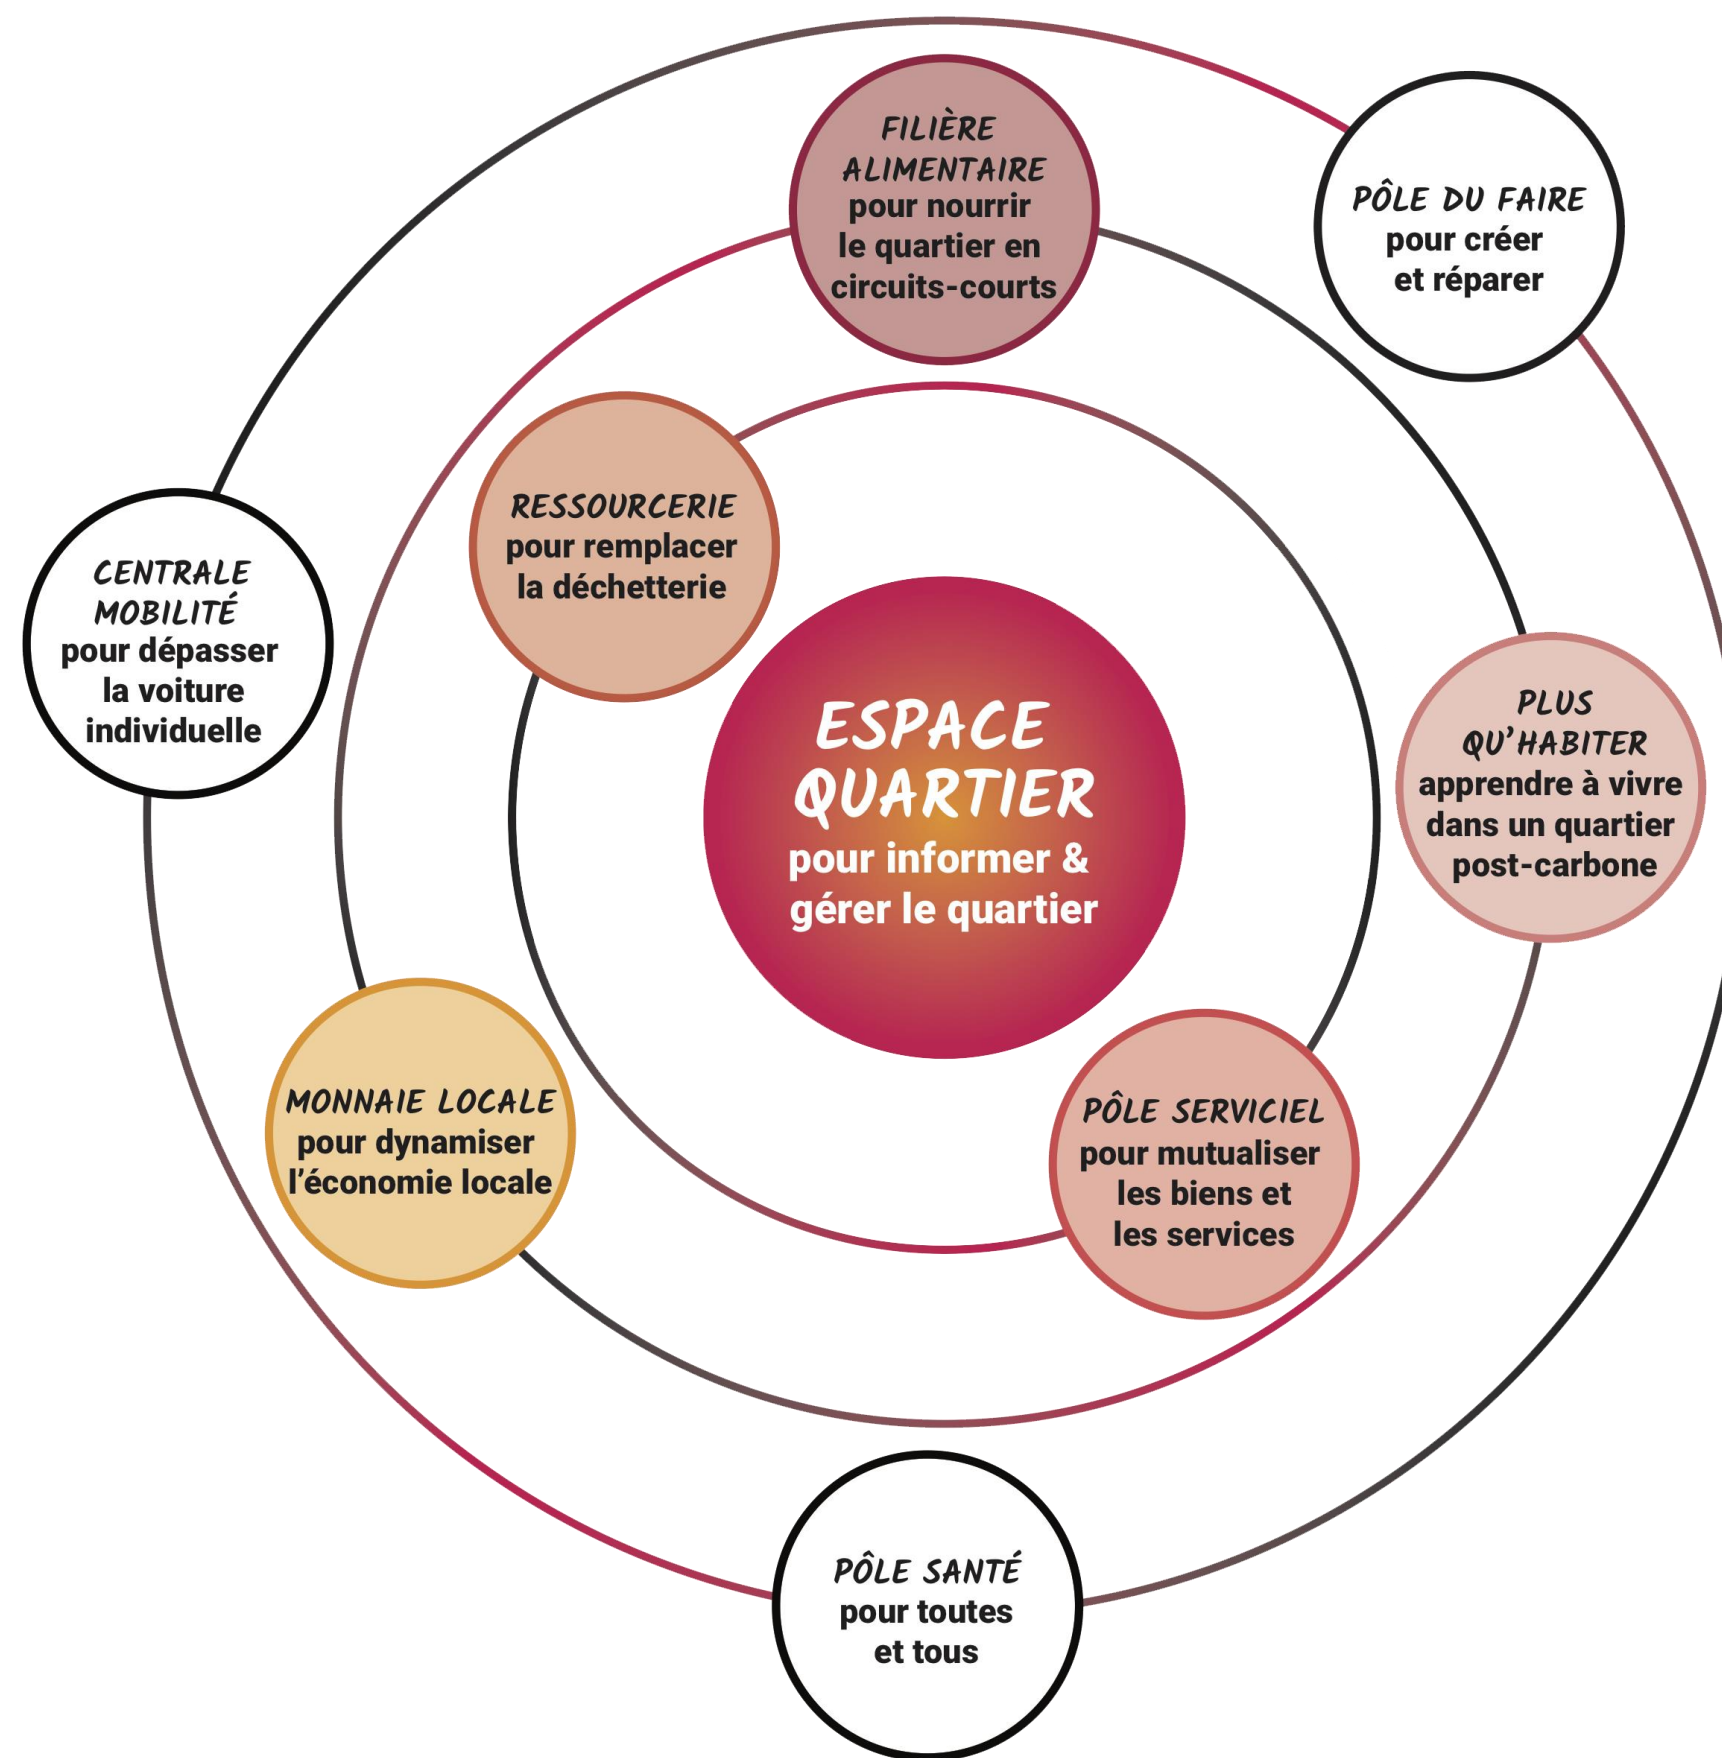 FILIÈRE
ALIMENTAIRE
pour nourrir
le quartier en
circuits-courts
PÔLE DU FAIRE
pour créer
et réparer
RESSOURCERIE
pour remplacer
la déchetterie
CENTRALE
MOBILITÉ
pour dépasser
la voiture
individuelle
ESPACE
QUARTIER
pour informer &
gérer le quartier
PLUS
QU'HABITER
apprendre à vivre
dans un quartier
post-carbone
MONNAIE LOCALE
pour dynamiser
l'économie locale
PÔLE SERVICIEL
pour mutualiser
les biens et
les services
PÔLE SANTÉ
pour toutes
et tous